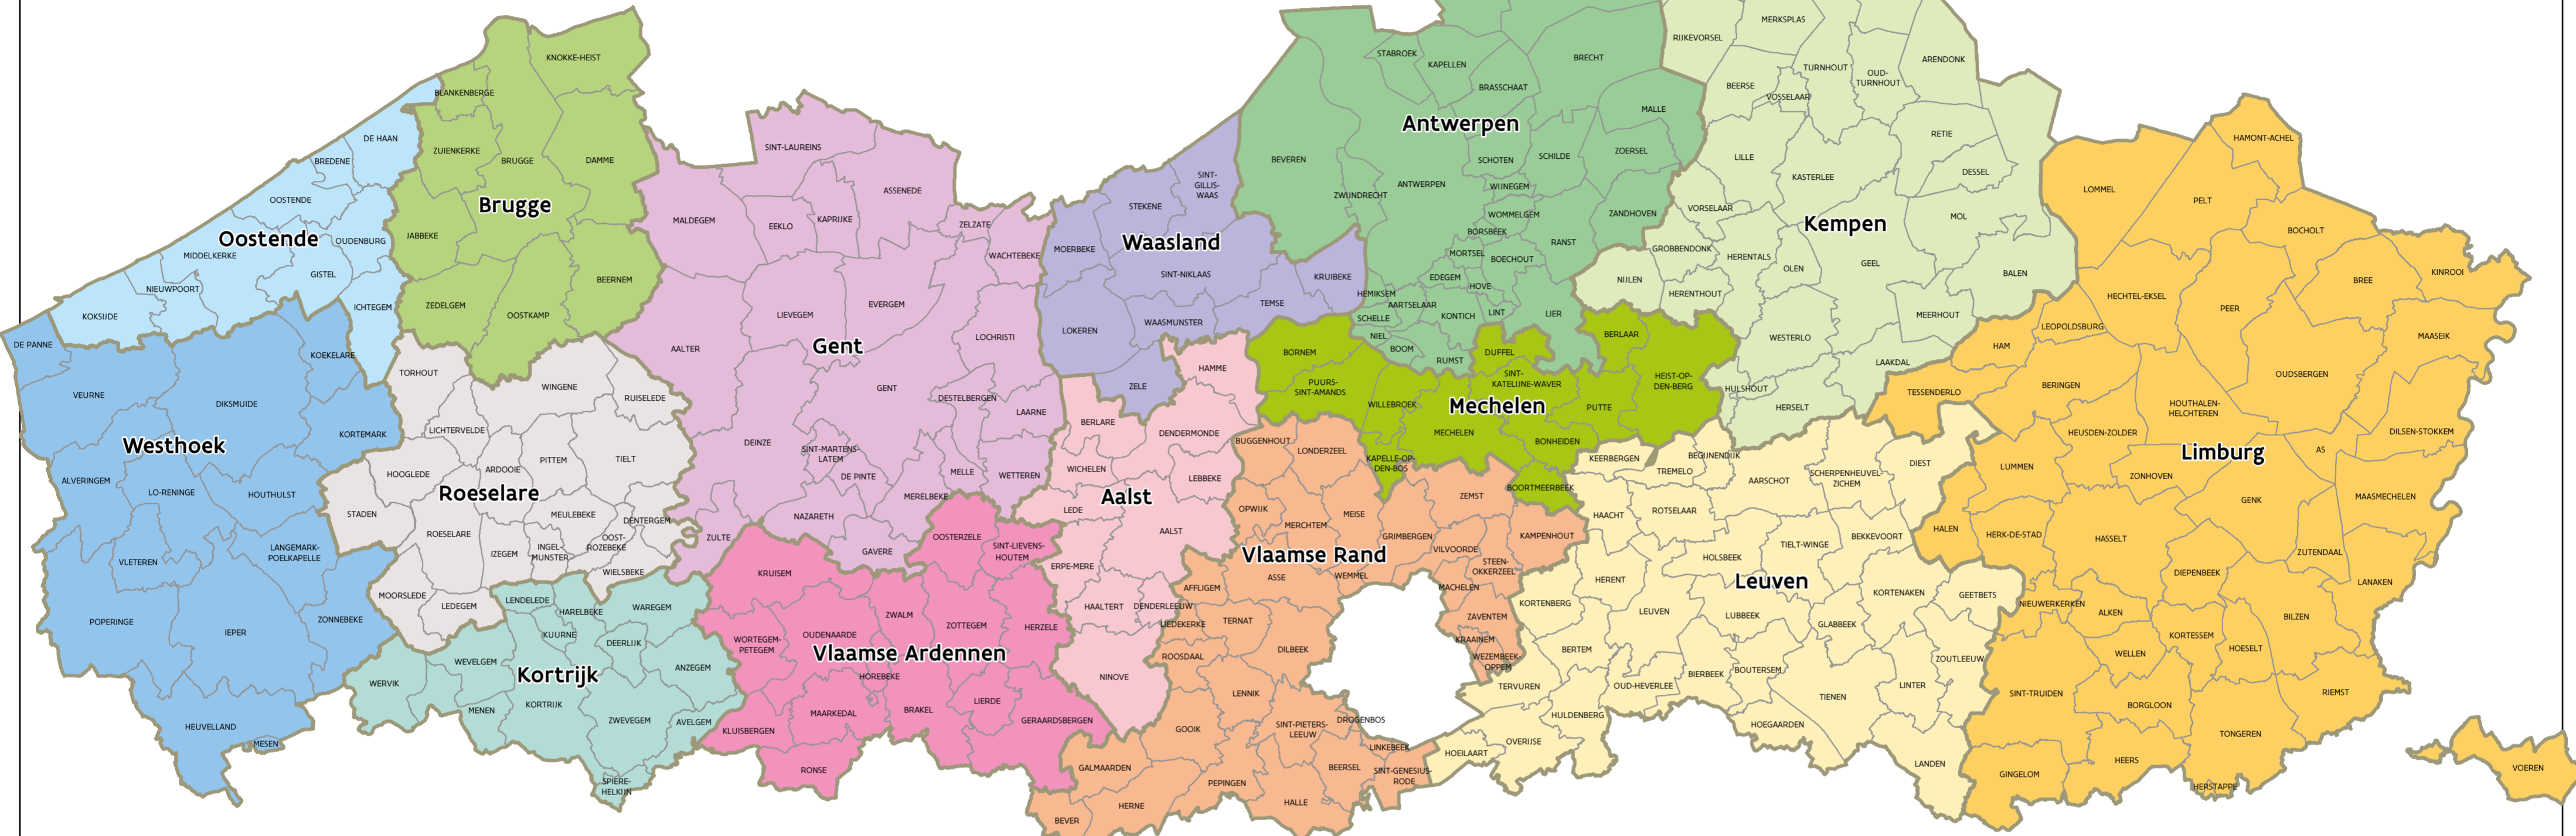 Oostende
DE HAAN
BREDENE
OOSTENDE
OUDENBURG
MIDDELKERKE
GISTEL
NIEUWPOORT
ICHTEGEM
KOKSIJDE
Brugge
KNOKKE-HEIST
BLANKENBERGE
ZUIENKERKE
BRUGGE
DAMME
JABBEKE
BEERNEM
ZEDELGEM
OOSTKAMP
Westhoek
DE PANNE
KOEKELARE
VEURNE
DIKSMUIDE
KORTEMARK
ALVERINGEM
LO-RENINGE
HOUTHULST
VLETEREN
LANGEMARK-
POELKAPELLE
POPERINGE
IEPER
ZONNEBEKE
HEUVELLAND
MESEN
Roeselare
TORHOUT
WINGENE
RUISELEDE
LICHTERVELDE
HOOGLEDE
ARDOOIE
PITTEM
TIELT
STADEN
MEULEBEKE
DENTERGEM
ROESELARE
IZEGEM
INGEL-
MUNSTER
OOST-
ROZEBEKE
WIELSBEKE
MOORSLEDE
LEDEGEM
Kortrijk
LENDELEDE
HARELBEKE
WAREGEM
KUURNE
DEERLIJK
WEVELGEM
ANZEGEM
WERVIK
MENEN
KORTRIJK
ZWEVEGEM
AVELGEM
SPIERE-
HELKIJN
Gent
SINT-LAUREINS
ASSENEDE
MALDEGEM
EEKLO
KAPRIJKE
ZELZATE
WACHTEBEKE
EVERGEM
LIEVEGEM
LOCHRISTI
AALTER
GENT
DESTELBERGEN
LAARNE
DEINZE
SINT-MARTENS-
LATEM
DE PINTE
MELLE
WETTEREN
MERELBEKE
NAZARETH
ZULTE
GAVERE
Vlaamse Ardennen
OOSTERZELE
SINT-LIEVENS-
HOUTEM
KRUISEM
ZWALM
ZOTTEGEM
HERZELE
WORTEGEM-
PETEGEM
OUDENAARDE
HOREBEKE
LIERDE
MAARKEDAL
BRAKEL
GERAARDSBERGEN
KLUISBERGEN
RONSE
Waasland
SINT-
GILLIS-
WAAS
STEKENE
MOERBEKE
SINT-NIKLAAS
KRUIBEKE
TEMSE
LOKEREN
WAASMUNSTER
ZELE
Aalst
HAMME
BERLARE
DENDERMONDE
WICHELEN
LEBBEKE
LEDE
AALST
ERPE-MERE
HAALTERT
DENDERLEEUW
NINOVE
Antwerpen
STABROEK
KAPELLEN
BRECHT
BRASSCHAAT
MALLE
BEVEREN
SCHOTEN
SCHILDE
ZOERSEL
ZWIJNDRECHT
ANTWERPEN
WIJNEGEM
WOMMELGEM
ZANDHOVEN
BORSBEEK
RANST
MORTSEL
BOECHOUT
EDEGEM
HOVE
HEMIKSEM
AARTSELAAR
SCHELLE
KONTICH
LINT
LIER
NIEL
BOOM
RUMST
Mechelen
BORNEM
DUFFEL
BERLAAR
PUURS-
SINT-AMANDS
SINT-
KATELIJNE-WAVER
HEIST-OP-
DEN-BERG
WILLEBROEK
PUTTE
MECHELEN
BONHEIDEN
KAPELLE-OP-
DEN-BOS
BOORTMEERBEEK
Vlaamse Rand
BUGGENHOUT
LONDERZEEL
ZEMST
OPWIJK
MEISE
MERCHTEM
GRIMBERGEN
KAMPENHOUT
VILVOORDE
STEEN-
OKKERZEEL
ASSE
WEMMEL
AFFLIGEM
MACHELEN
LIEDEKERKE
TERNAT
ZAVENTEM
KRAAINEM
ROOSDAAL
DILBEEK
WEZEMBEEK-
OPPEM
LENNIK
GOOIK
SINT-PIETERS-
LEEUW
DROGENBOS
LINKEBEEK
GALMAARDEN
BEERSEL
SINT-GENESIUS-
RODE
PEPINGEN
HERNE
HALLE
BEVER
Kempen
MERKSPLAS
RIJKEVORSEL
TURNHOUT
OUD-
TURNHOUT
ARENDONK
BEERSE
VOSSELAAR
RETIE
LILLE
KASTERLEE
DESSEL
VORSELAAR
MOL
GROBBENDONK
HERENTALS
OLEN
GEEL
BALEN
NIJLEN
HERENTHOUT
MEERHOUT
WESTERLO
LAAKDAL
HULSHOUT
HERSELT
Leuven
KEERBERGEN
BEGIJNENDIJK
TREMELO
DIEST
SCHERPENHEUVEL-
ZICHEM
AARSCHOT
HAACHT
ROTSELAAR
BEKKEVOORT
TIELT-WINGE
HOLSBEEK
HERENT
KORTENAKEN
GEETBETS
KORTENBERG
LEUVEN
LUBBEEK
GLABBEEK
BERTEM
ZOUTLEEUW
BIERBEEK
BOUTERSEM
TERVUREN
OUD-HEVERLEE
LINTER
TIENEN
HULDENBERG
HOEGAARDEN
OVERIJSE
HOEILAART
LANDEN
Limburg
HAMONT-ACHEL
LOMMEL
PELT
BOCHOLT
KINROOI
BREE
HECHTEL-EKSEL
PEER
LEOPOLDSBURG
MAASEIK
HAM
OUDSBERGEN
BERINGEN
TESSENDERLO
HOUTHALEN-
HELCHTEREN
HEUSDEN-ZOLDER
DILSEN-STOKKEM
AS
LUMMEN
ZONHOVEN
GENK
MAASMECHELEN
HALEN
HERK-DE-STAD
HASSELT
ZUTENDAAL
DIEPENBEEK
LANAKEN
NIEUWERKERKEN
ALKEN
BILZEN
KORTESSEM
HOESELT
WELLEN
SINT-TRUIDEN
RIEMST
BORGLOON
TONGEREN
HEERS
GINGELOM
HERSTAPPE
VOEREN